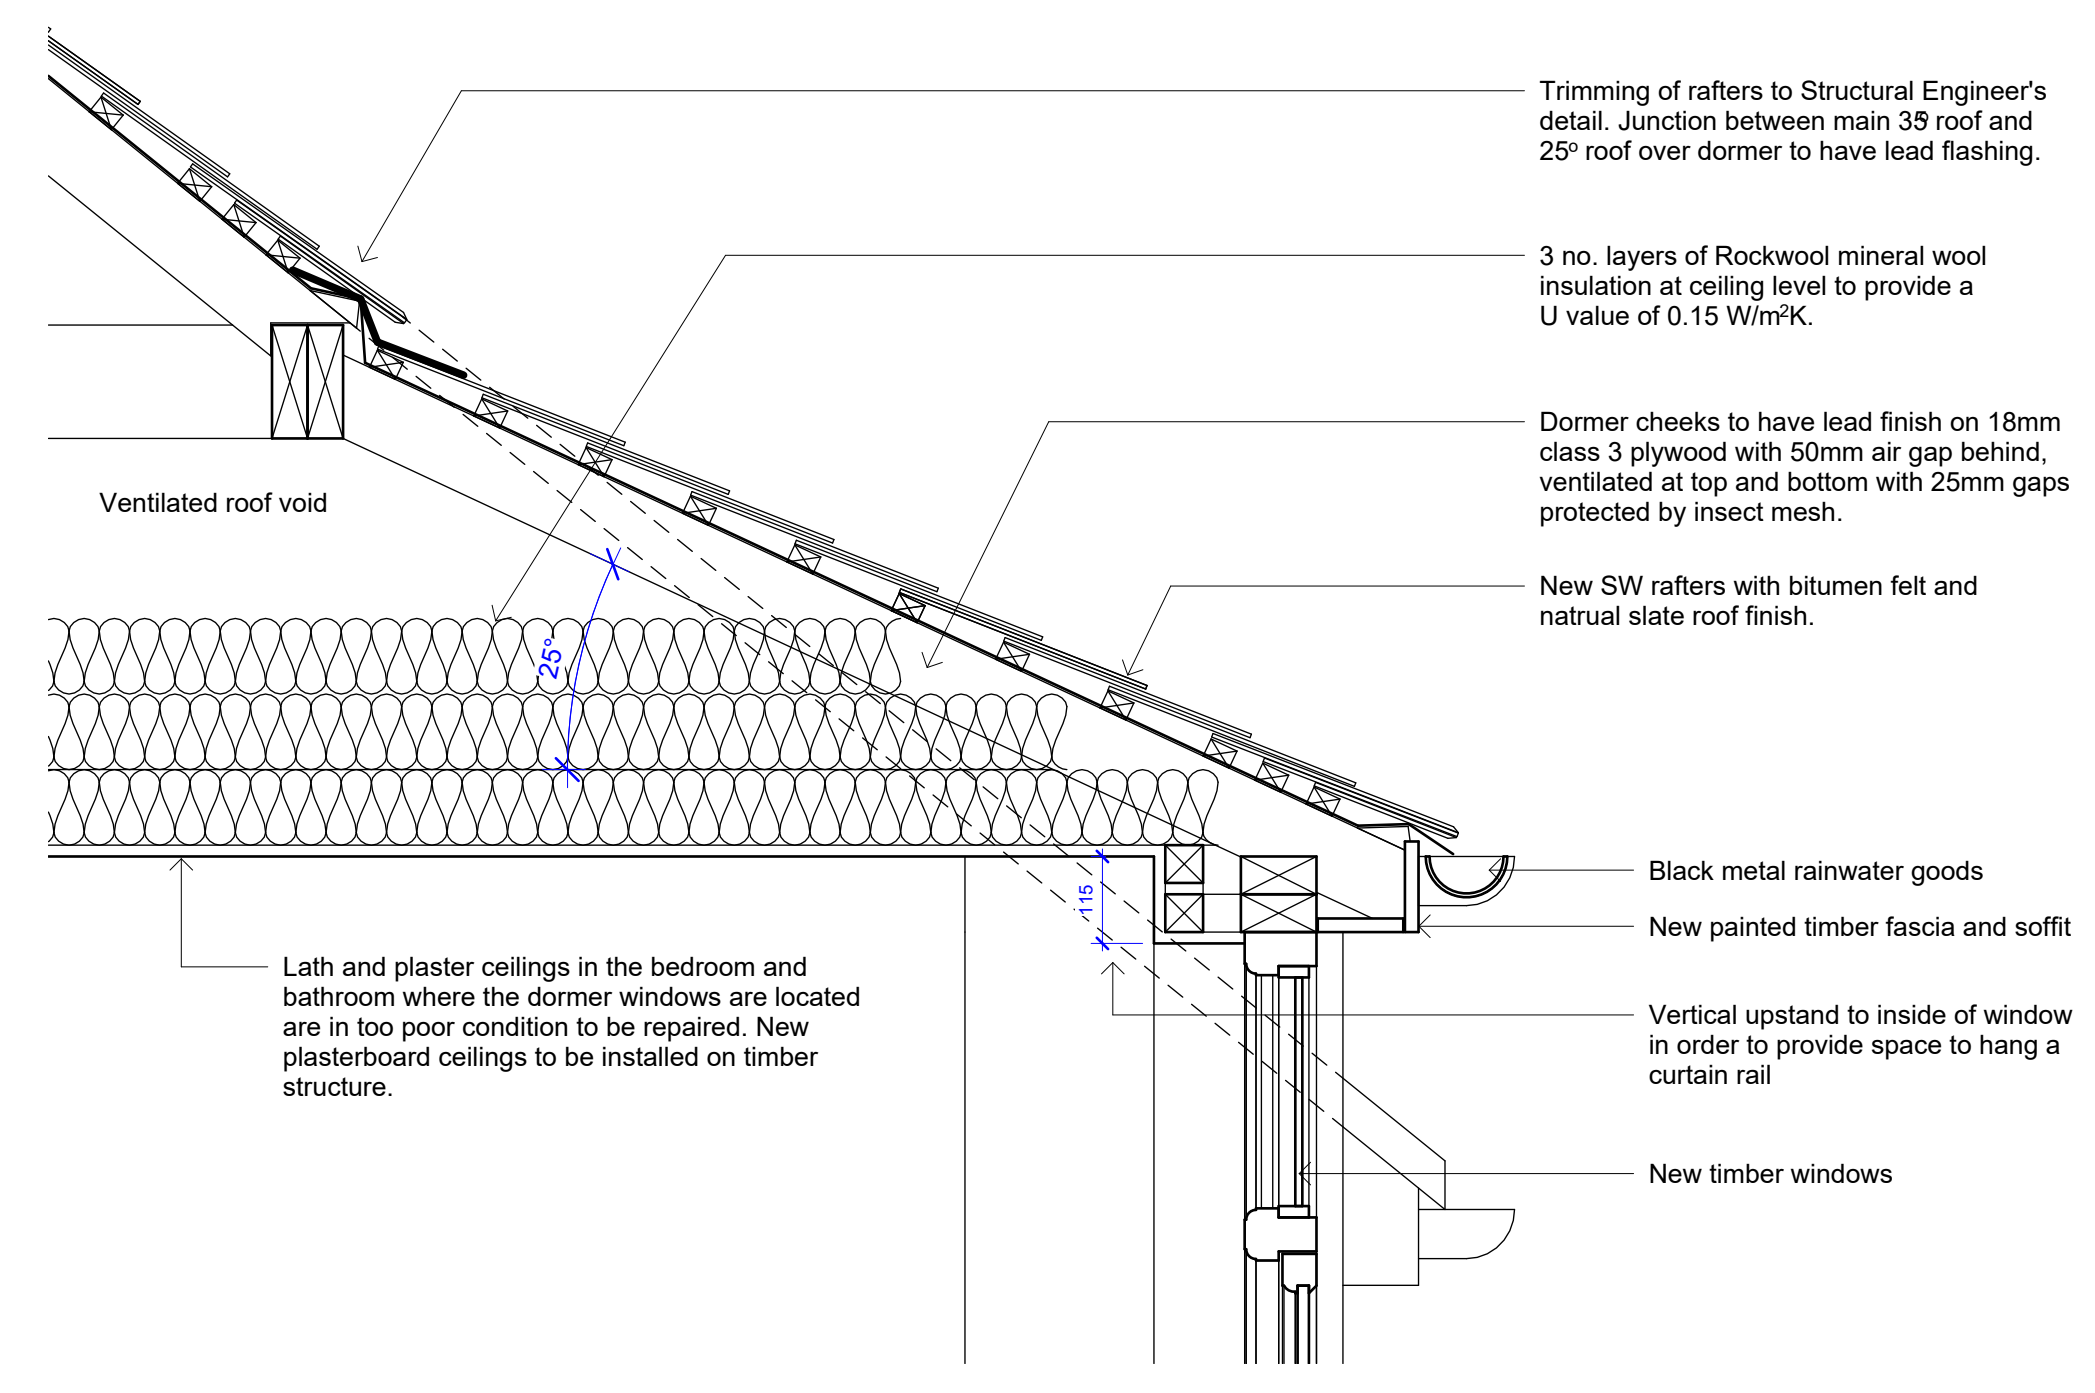 Trimming of rafters to Structural Engineer's
detail. Junction between main 35º roof and
25º roof over dormer to have lead flashing.
3 no. layers of Rockwool mineral wool
insulation at ceiling level to provide a
U value of 0.15 W/m²K.
Dormer cheeks to have lead finish on 18mm
class 3 plywood with 50mm air gap behind,
ventilated at top and bottom with 25mm gaps
protected by insect mesh.
Ventilated roof void
New SW rafters with bitumen felt and
natrual slate roof finish.
25°
Black metal rainwater goods
115
New painted timber fascia and soffit
Lath and plaster ceilings in the bedroom and
bathroom where the dormer windows are located
are in too poor condition to be repaired. New
plasterboard ceilings to be installed on timber
structure.
Vertical upstand to inside of window
in order to provide space to hang a
curtain rail
New timber windows